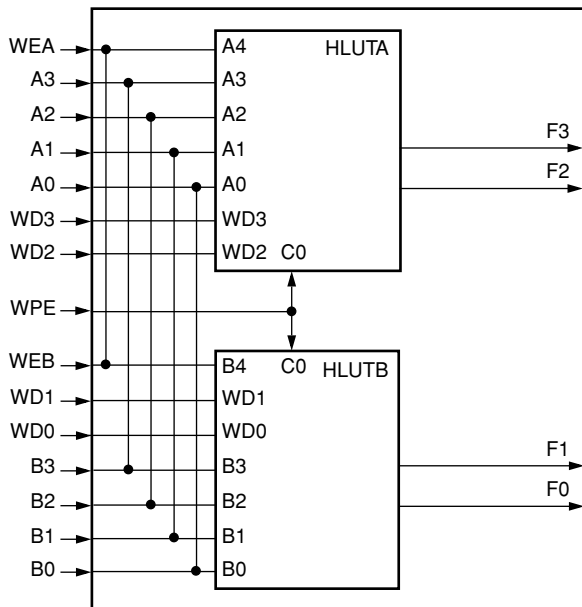 WEA A4 HLUTA
A3 A3
A2 A2 F3
A1 A1
A0 A0 F2
WD3 WD3
WD2 WD2 C0
WPE
WEB B4 C0 HLUTB
WD1 WD1
WD0 WD0 F1
B3 B3
B2 B2 F0
B1 B1
B0 B0